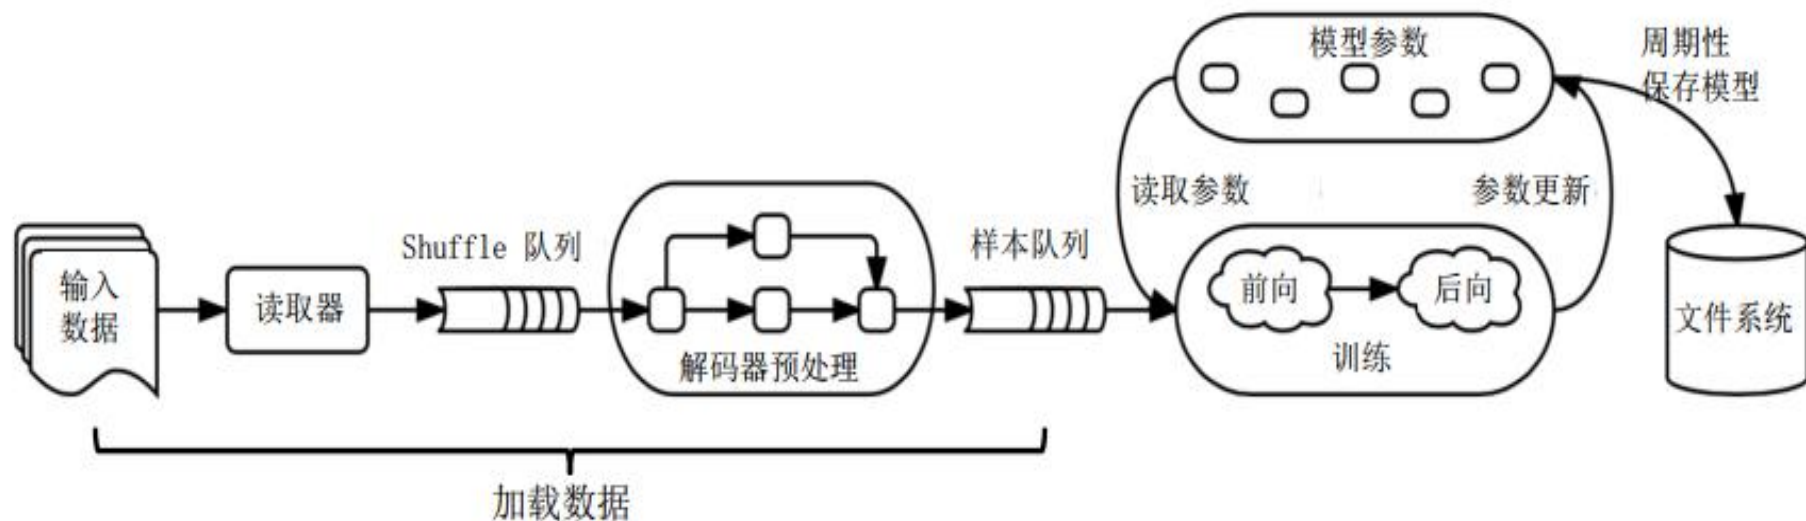 模型参数
周期性
保存模型
读取参数
参数更新
Shuffle 队列
样本队列
输入
数据
读取器
前向
后向
文件系统
解码器预处理
训练
加载数据